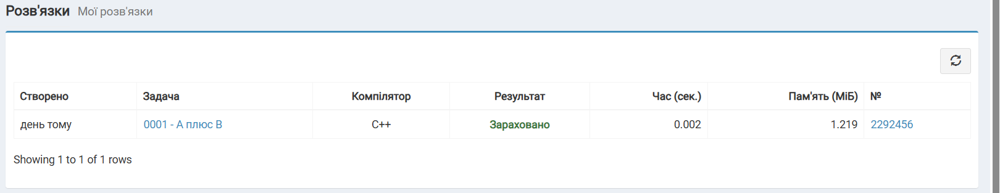 Розв'язки Мої розв'язки
Створено Задача Компілятор Результат Час (сек.) Пам'ять (МіБ) №
день тому 0001 - А плюс В C++ Зараховано 0.002 1.219 2292456
Showing 1 to 1 of 1 rows